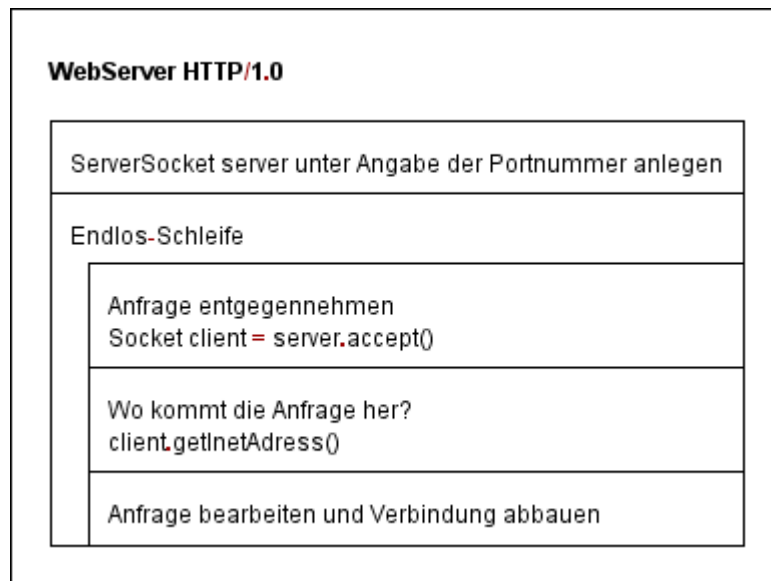 WebServer HTTP/1.0
ServerSocket server unter Angabe der Portnummer anlegen
Endlos-Schleife
Anfrage entgegennehmen
Socket client = server.accept()
Wo kommt die Anfrage her?
client.getInetAdress()
Anfrage bearbeiten und Verbindung abbauen